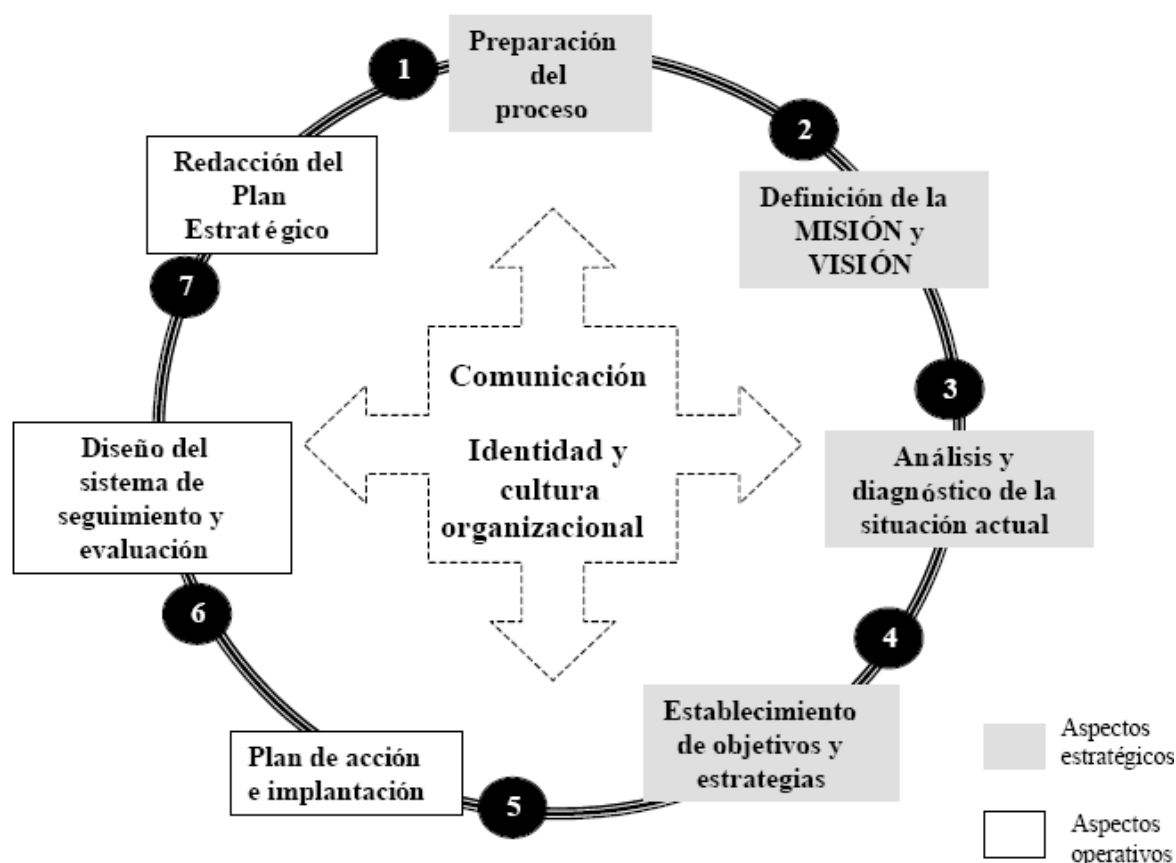 1
Preparación
del
proceso
2
Definición de la
MISIÓN y
VISIÓN
3
Análisis y
diagnóstico de la
situación actual
4
Establecimiento
de objetivos y
estrategias
5
Plan de acción
e implantación
6
Diseño del
sistema de
seguimiento y
evaluación
7
Redacción del
Plan
Estratégico
Comunicación
Identidad y
cultura
organizacional
Aspectos
estratégicos
Aspectos
operativos